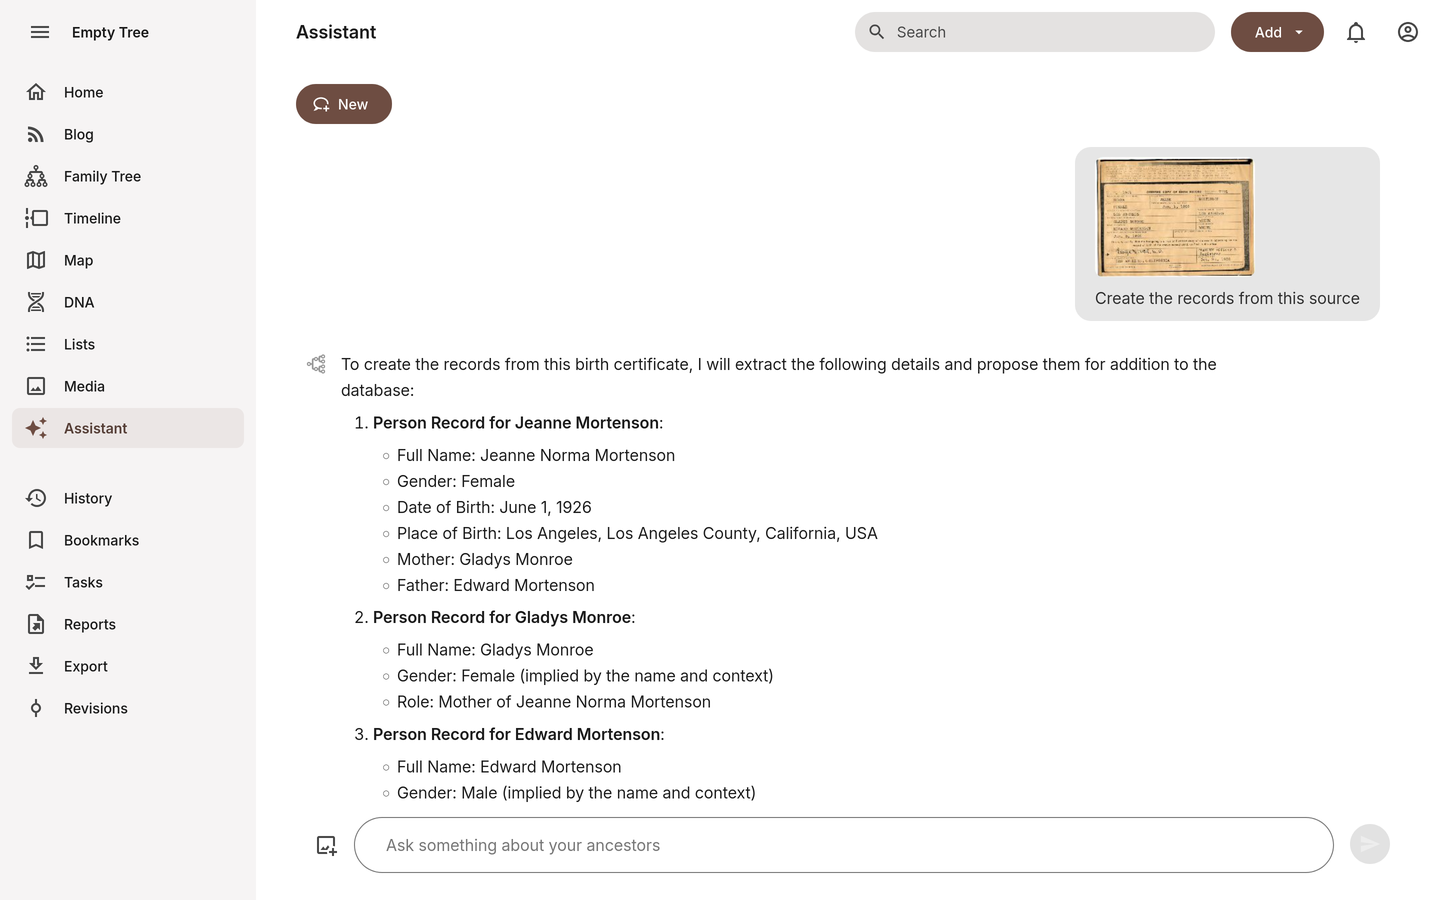 Empty Tree
Assistant
Search
Add
Home
Blog
Family Tree
Timeline
Map
DNA
Lists
Media
Assistant
History
Bookmarks
Tasks
Reports
Export
Revisions
New
Create the records from this source
To create the records from this birth certificate, I will extract the following details and propose them for addition to the
database:
1. Person Record for Jeanne Mortenson:
Full Name: Jeanne Norma Mortenson
Gender: Female
Date of Birth: June 1, 1926
Place of Birth: Los Angeles, Los Angeles County, California, USA
Mother: Gladys Monroe
Father: Edward Mortenson
2. Person Record for Gladys Monroe:
Full Name: Gladys Monroe
Gender: Female (implied by the name and context)
Role: Mother of Jeanne Norma Mortenson
3. Person Record for Edward Mortenson:
Full Name: Edward Mortenson
Gender: Male (implied by the name and context)
Ask something about your ancestors